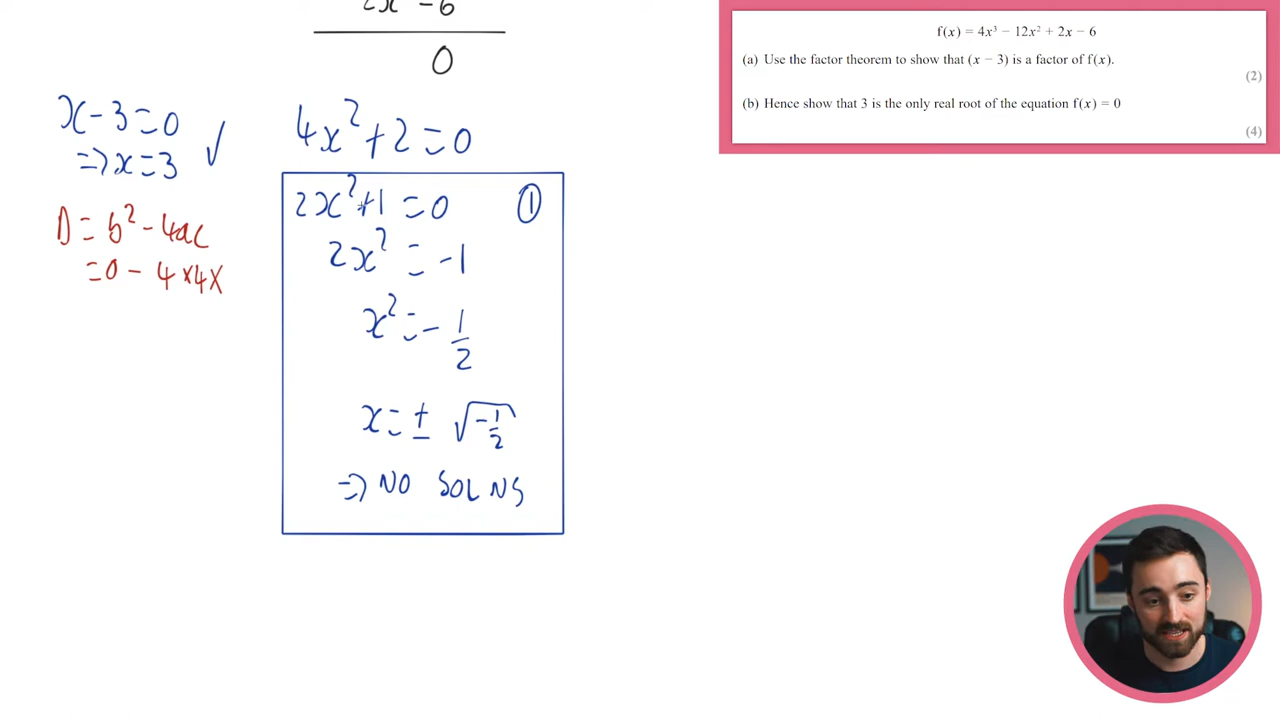 2x - 6
0
x - 3 = 0
⇒ x = 3 ✓
D = b² - 4ac
= 0 - 4×4×
4x² + 2 = 0
2x² + 1 = 0 ①
2x² = -1
x² = - 1/2
x = ± √(-1/2)
⇒ NO SOLNS
f(x) = 4x³ − 12x² + 2x − 6
(a) Use the factor theorem to show that (x − 3) is a factor of f(x).
(2)
(b) Hence show that 3 is the only real root of the equation f(x) = 0
(4)